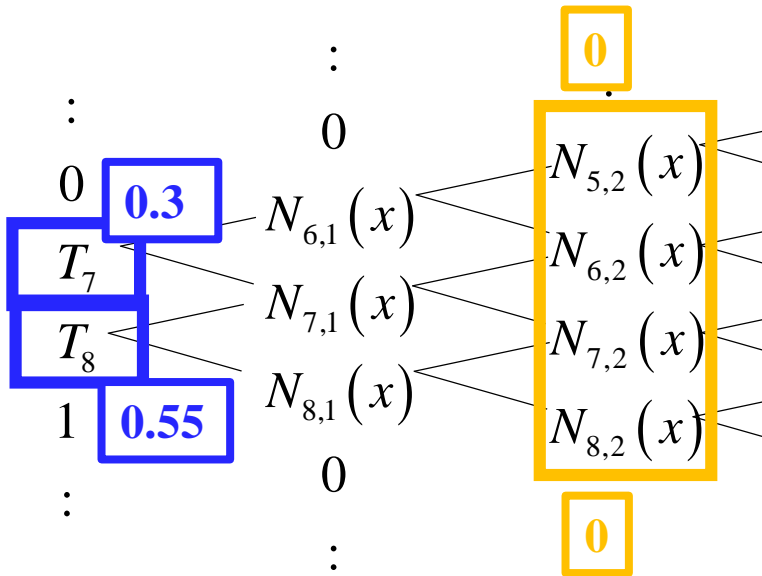 0
:
:
0
N₅,₂(x)
0
0.3
N₆,₁(x)
T₇
N₆,₂(x)
N₇,₁(x)
T₈
N₇,₂(x)
N₈,₁(x)
1
0.55
N₈,₂(x)
0
:
0
: